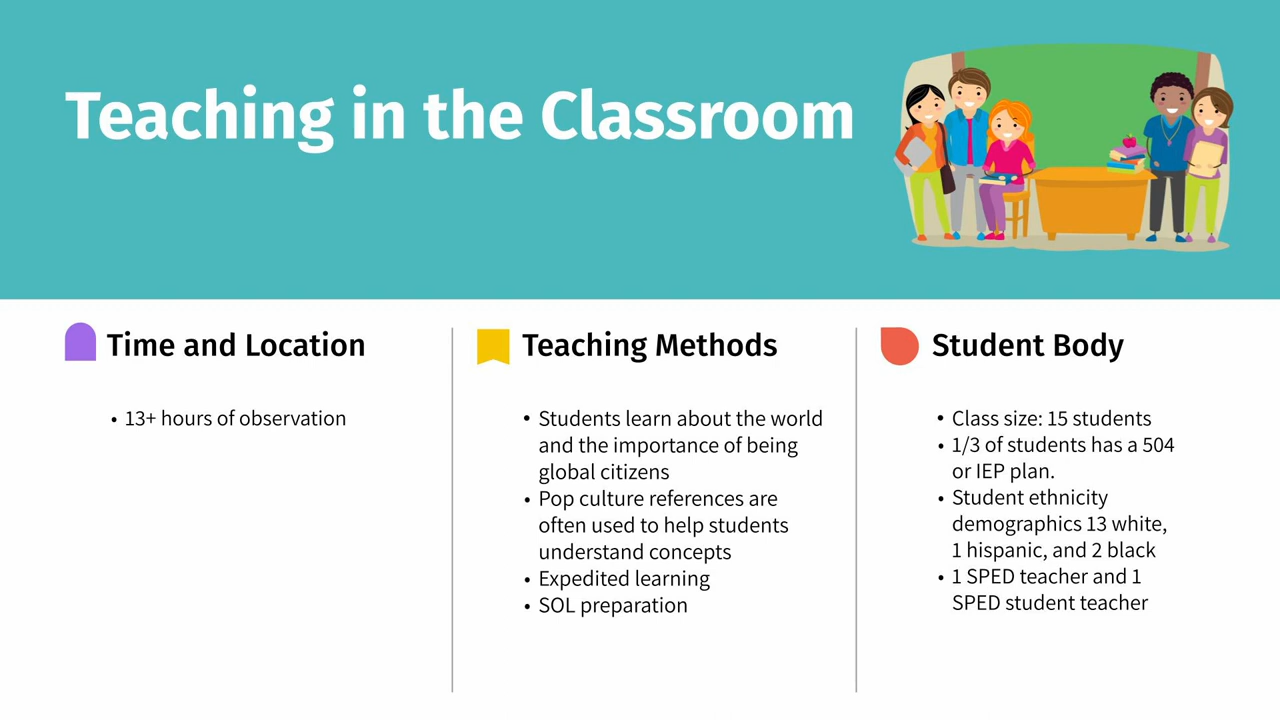 Teaching in the Classroom
Time and Location
• 13+ hours of observation
Teaching Methods
• Students learn about the world
and the importance of being
global citizens
• Pop culture references are
often used to help students
understand concepts
• Expedited learning
• SOL preparation
Student Body
• Class size: 15 students
• 1/3 of students has a 504
or IEP plan.
• Student ethnicity
demographics 13 white,
1 hispanic, and 2 black
• 1 SPED teacher and 1
SPED student teacher